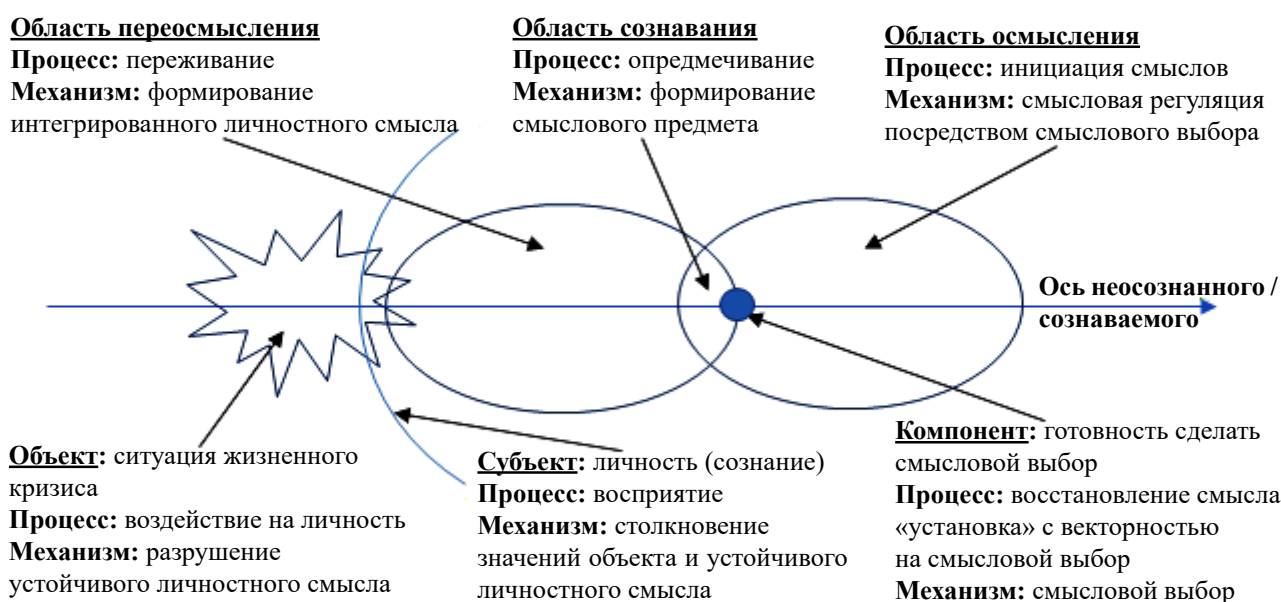 Область переосмысления
Процесс: переживание
Механизм: формирование
интегрированного личностного смысла
Область сознавания
Процесс: опредмечивание
Механизм: формирование
смыслового предмета
Область осмысления
Процесс: инициация смыслов
Механизм: смысловая регуляция
посредством смыслового выбора
Ось неосознанного /
сознаваемого
Объект: ситуация жизненного
кризиса
Процесс: воздействие на личность
Механизм: разрушение
устойчивого личностного смысла
Субъект: личность (сознание)
Процесс: восприятие
Механизм: столкновение
значений объекта и устойчивого
личностного смысла
Компонент: готовность сделать
смысловой выбор
Процесс: восстановление смысла
«установка» с векторностью
на смысловой выбор
Механизм: смысловой выбор